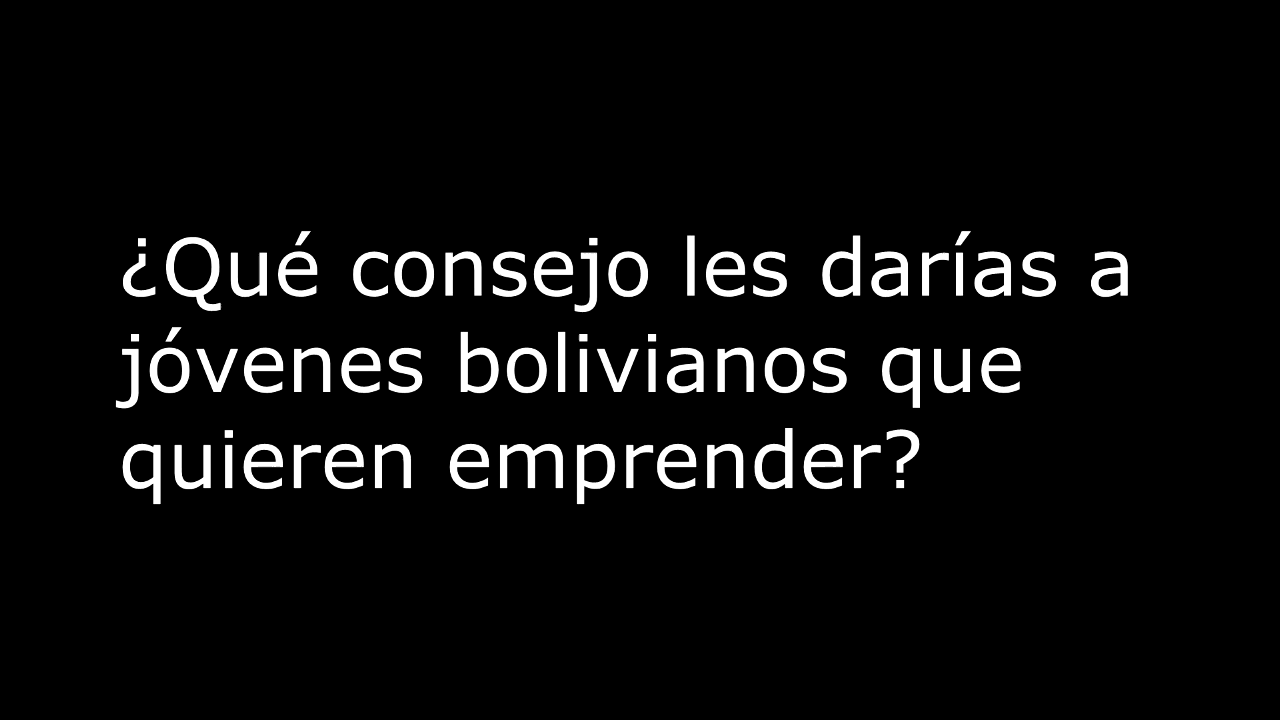 ¿Qué consejo les darías a
jóvenes bolivianos que
quieren emprender?